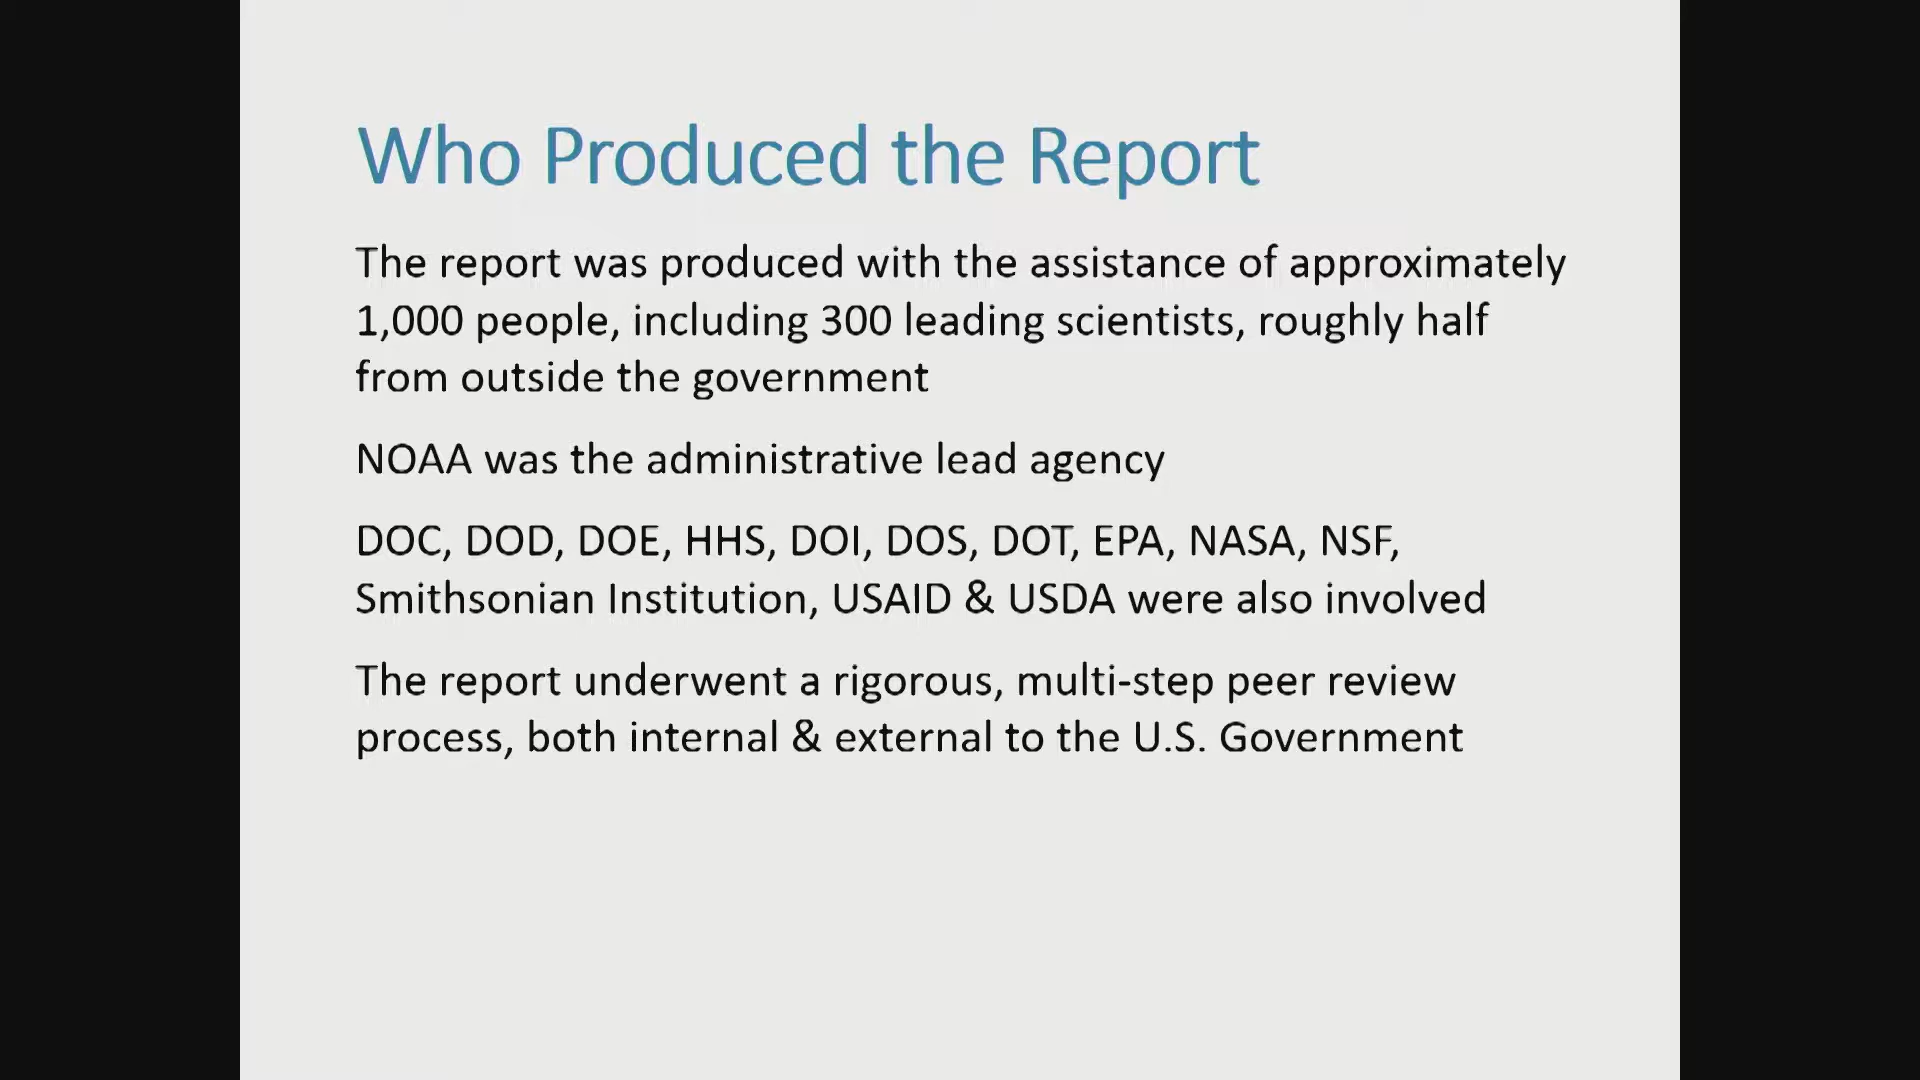 Who Produced the Report
The report was produced with the assistance of approximately
1,000 people, including 300 leading scientists, roughly half
from outside the government
NOAA was the administrative lead agency
DOC, DOD, DOE, HHS, DOI, DOS, DOT, EPA, NASA, NSF,
Smithsonian Institution, USAID & USDA were also involved
The report underwent a rigorous, multi-step peer review
process, both internal & external to the U.S. Government